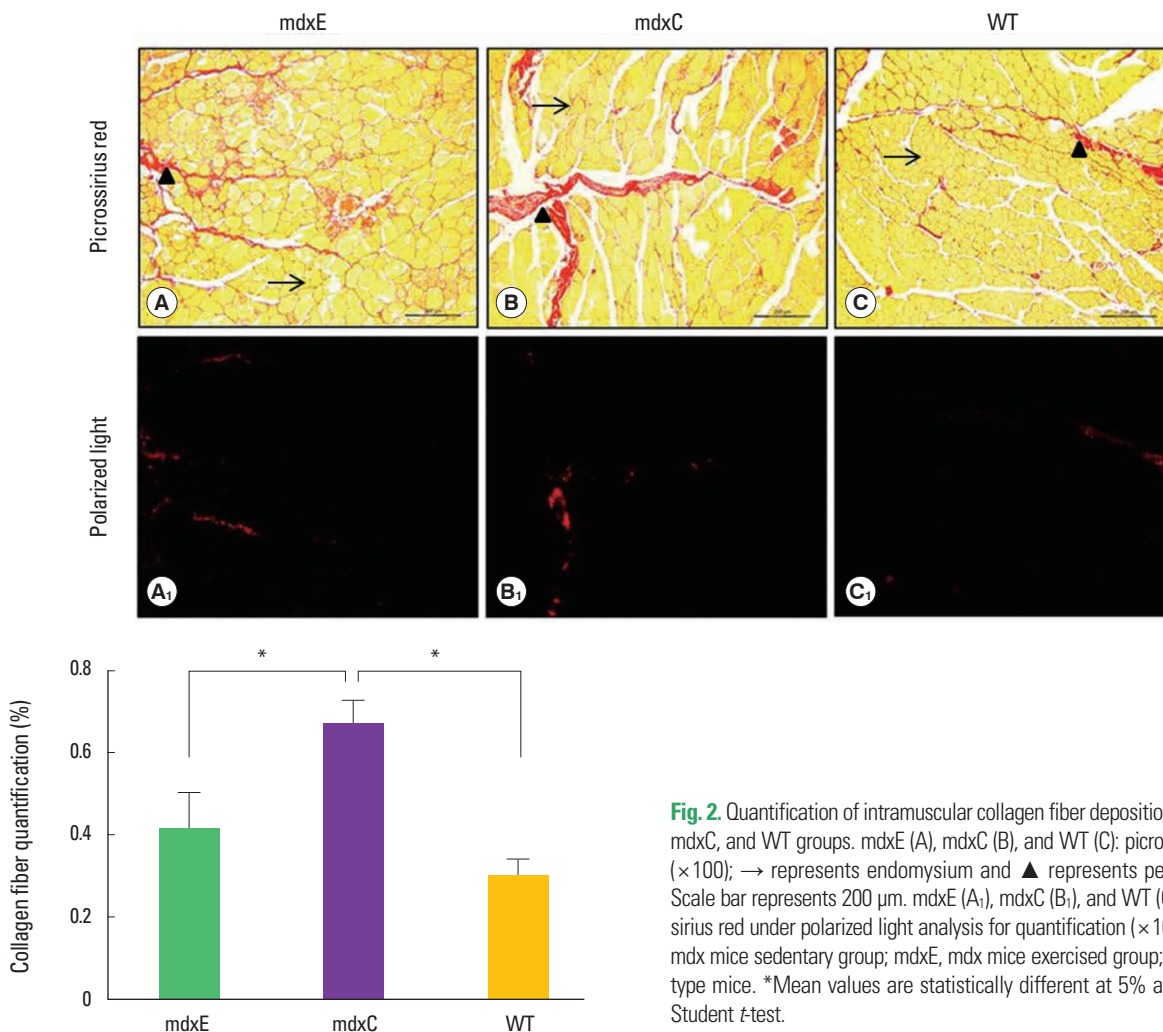 mdxE mdxC WT
Picrossirius red
A B C
Polarized light
A₁ B₁ C₁
Collagen fiber quantification (%)
0.8
0.6
0.4
0.2
0
* *
mdxE mdxC WT
Fig. 2. Quantification of intramuscular collagen fiber depositio
mdxC, and WT groups. mdxE (A), mdxC (B), and WT (C): picro
(×100); → represents endomysium and ▲ represents pe
Scale bar represents 200 μm. mdxE (A₁), mdxC (B₁), and WT (
sirius red under polarized light analysis for quantification (×10
mdx mice sedentary group; mdxE, mdx mice exercised group;
type mice. *Mean values are statistically different at 5% a
Student t-test.